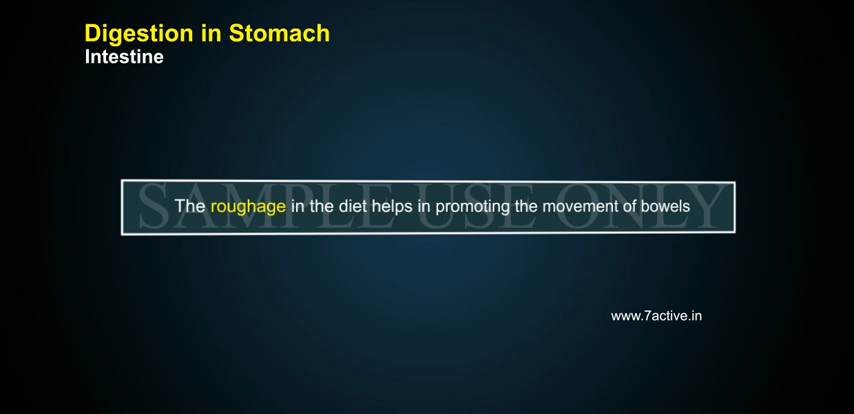 Digestion in Stomach
Intestine
SAMPLE USE ONLY
The roughage in the diet helps in promoting the movement of bowels
www.7active.in